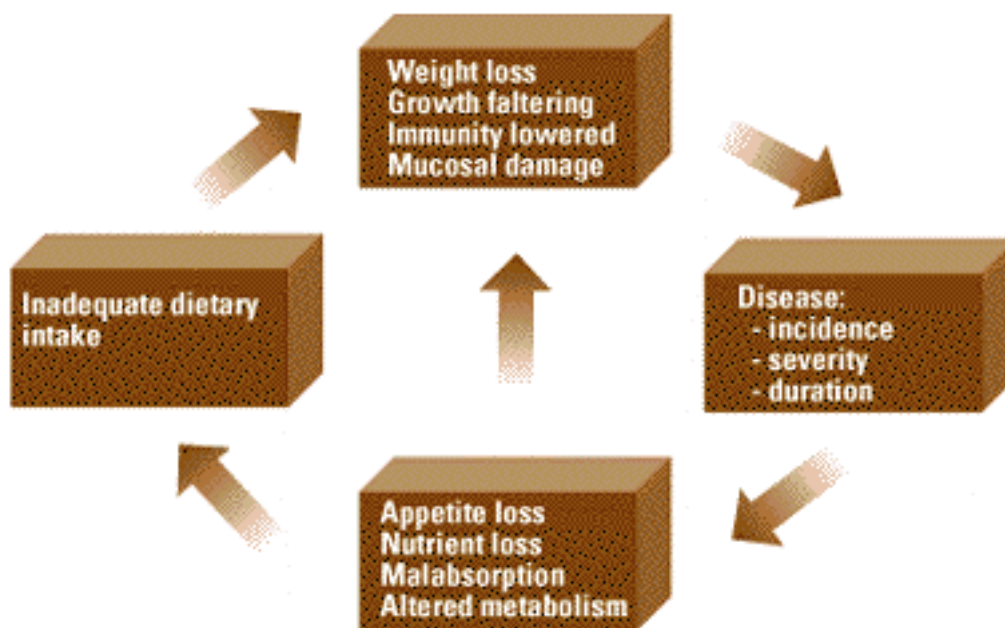 Weight loss
Growth faltering
Immunity lowered
Mucosal damage
Inadequate dietary
intake
Disease:
- incidence
- severity
- duration
Appetite loss
Nutrient loss
Malabsorption
Altered metabolism